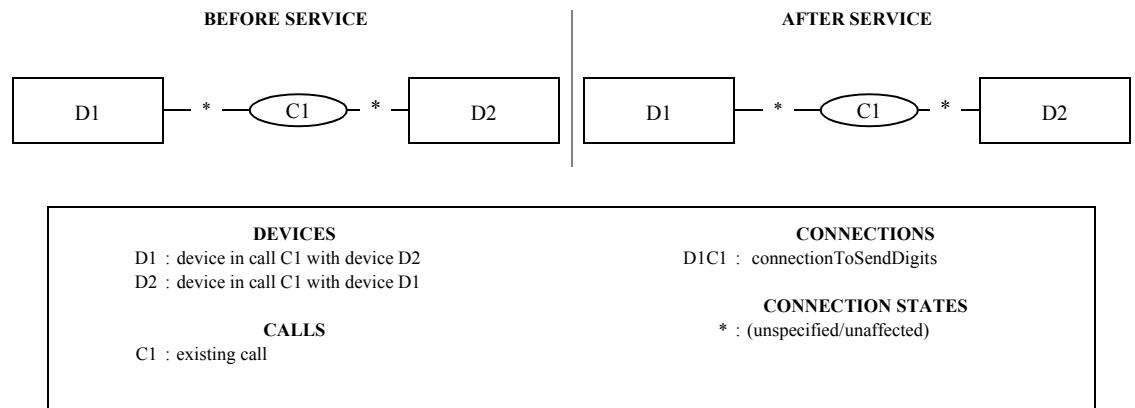 BEFORE SERVICE
AFTER SERVICE
D1 * C1 * D2
D1 * C1 * D2
DEVICES
D1 : device in call C1 with device D2
D2 : device in call C1 with device D1
CALLS
C1 : existing call
CONNECTIONS
D1C1 : connectionToSendDigits
CONNECTION STATES
* : (unspecified/unaffected)